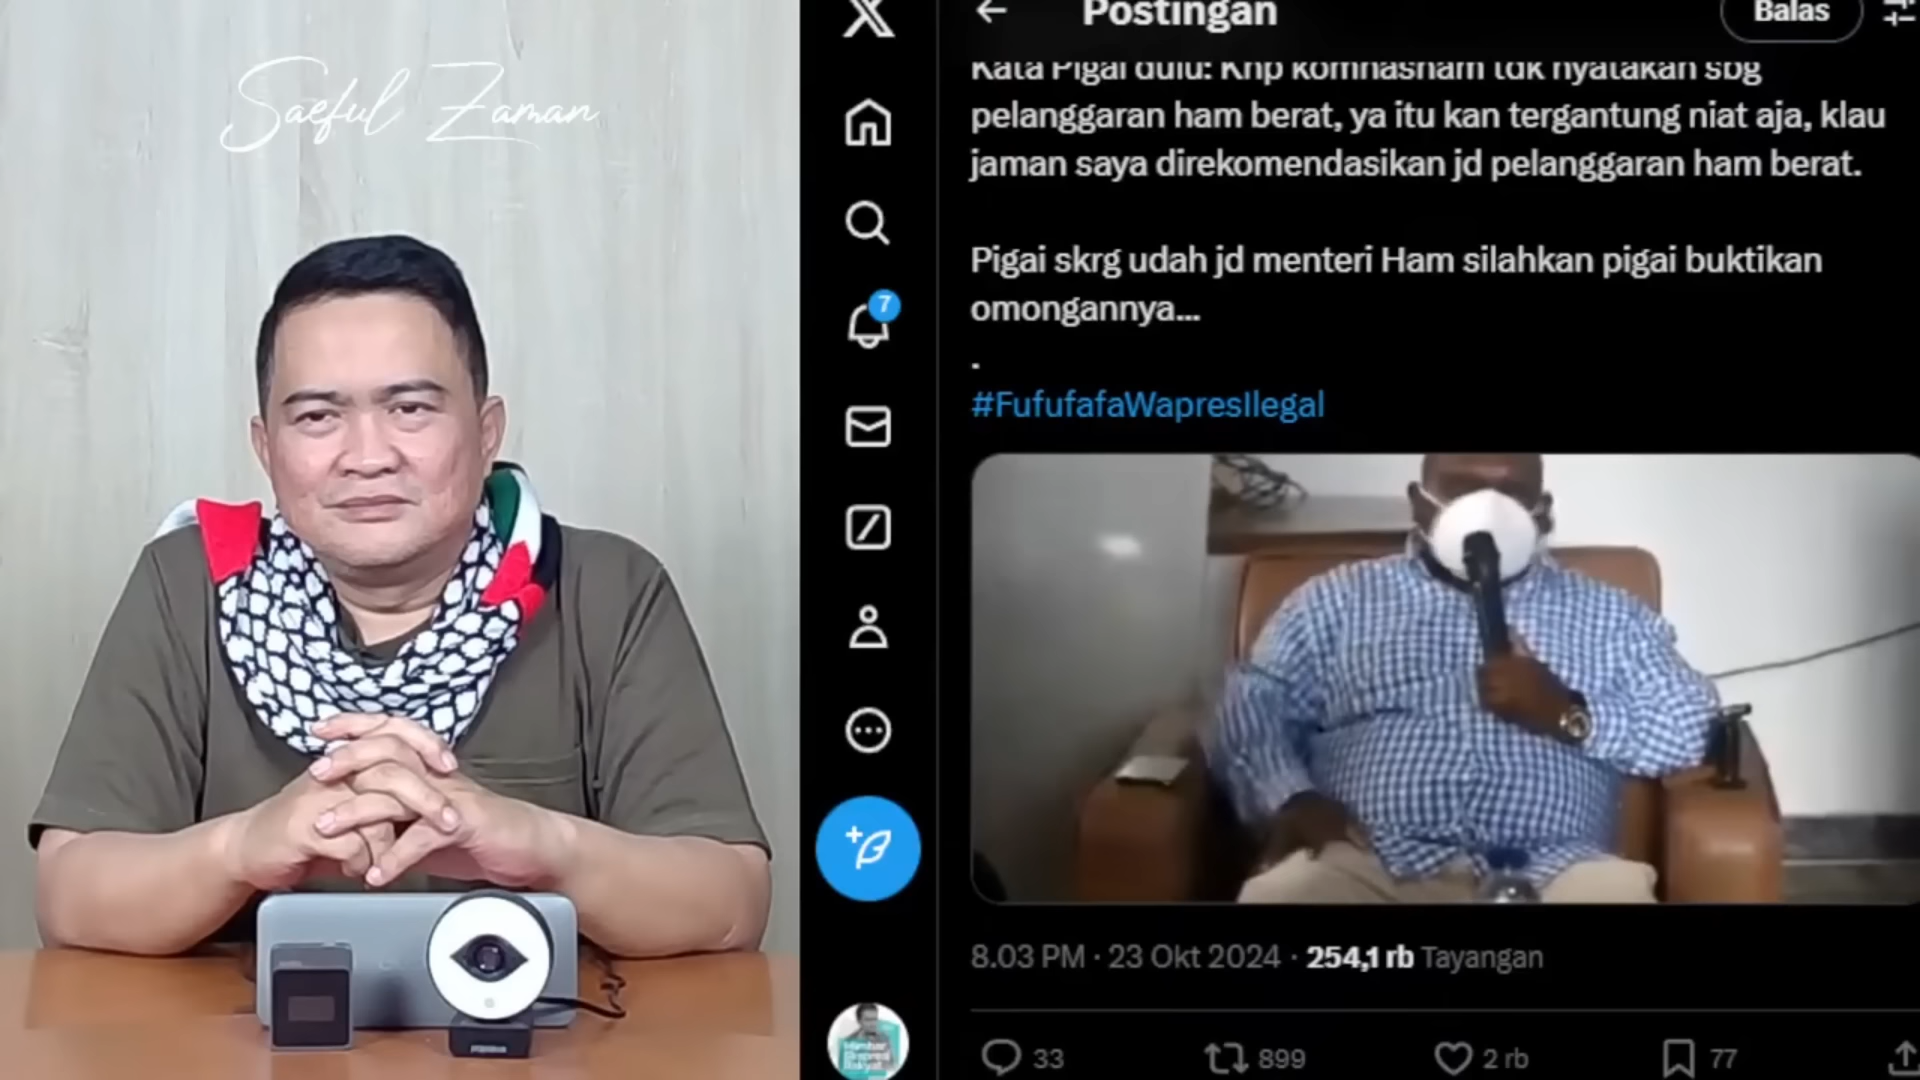 Saeful Zaman
Postingan
Balas
Kata Pigai dulu: Knp komnasham tdk nyatakan sbg
pelanggaran ham berat, ya itu kan tergantung niat aja, klau
jaman saya direkomendasikan jd pelanggaran ham berat.
Pigai skrg udah jd menteri Ham silahkan pigai buktikan
omongannya...
.
#FufufafaWapresIlegal
7
8.03 PM · 23 Okt 2024 · 254,1 rb Tayangan
33 899 2 rb 77